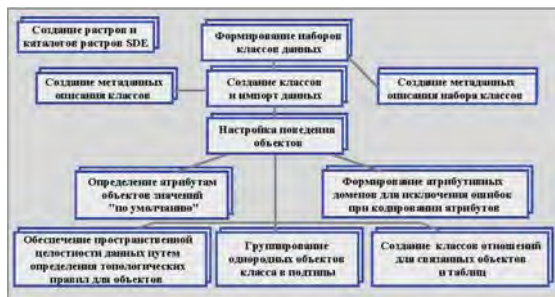 Создание растров и
каталогов растров SDE
Формирование наборов
классов данных
Создание метаданных
описания классов
Создание классов
и импорт данных
Создание метаданных
описания набора классов
Настройка поведения
объектов
Определение атрибутам
объектов значений
"по умолчанию"
Формирование атрибутивных
доменов для исключения ошибок
при кодировании атрибутов
Обеспечение пространственной
целостности данных путем
определения топологических
правил для объектов
Группирование
однородных объектов
класса в подтипы
Создание классов отношений
для связанных объектов
и таблиц